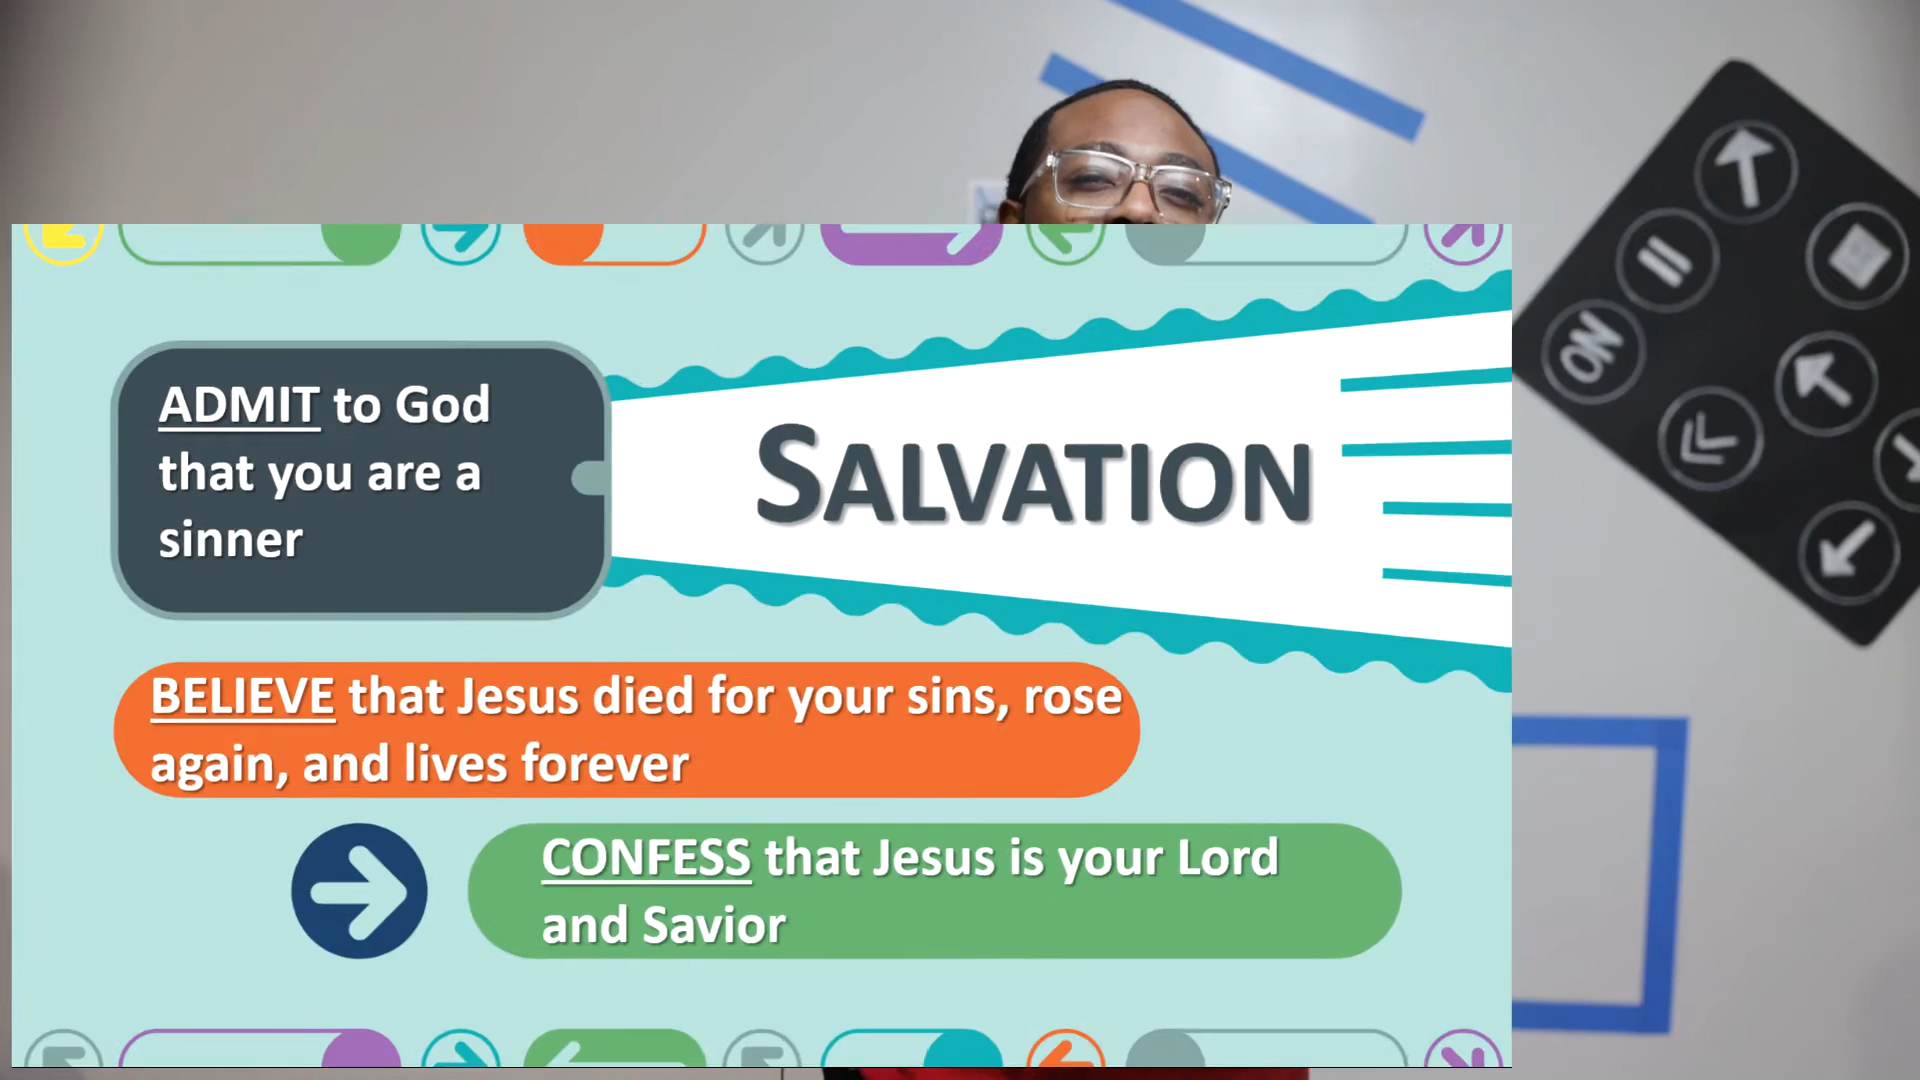 ADMIT to God
that you are a
sinner
SALVATION
BELIEVE that Jesus died for your sins, rose
again, and lives forever
CONFESS that Jesus is your Lord
and Savior
ON